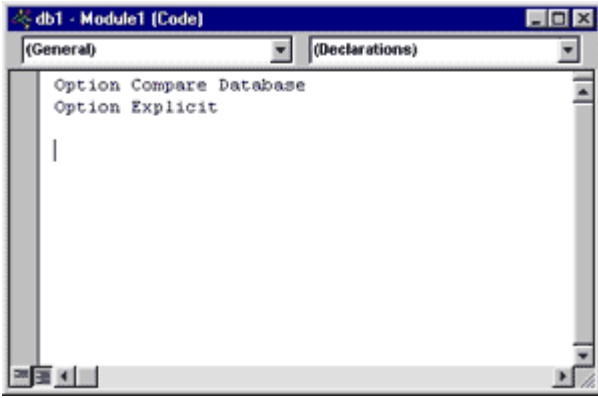 db1 - Module1 (Code)
(General) (Declarations)
Option Compare Database
Option Explicit